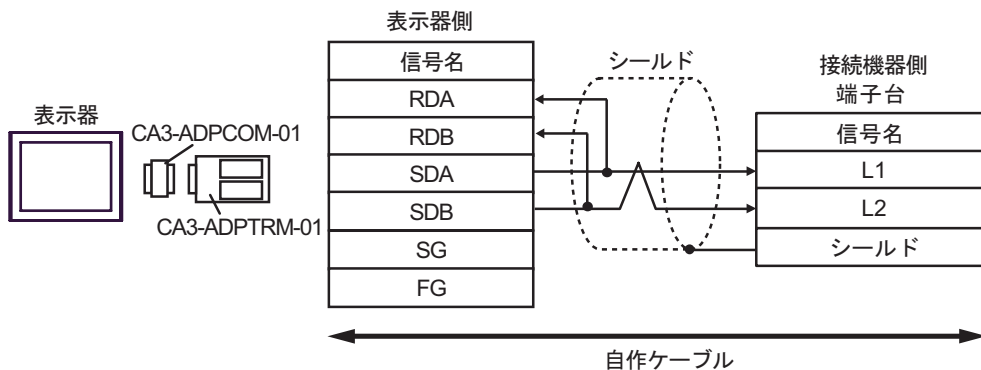 表示器
CA3-ADPCOM-01
CA3-ADPTRM-01
表示器側
信号名
RDA
RDB
SDA
SDB
SG
FG
シールド
接続機器側
端子台
信号名
L1
L2
シールド
自作ケーブル